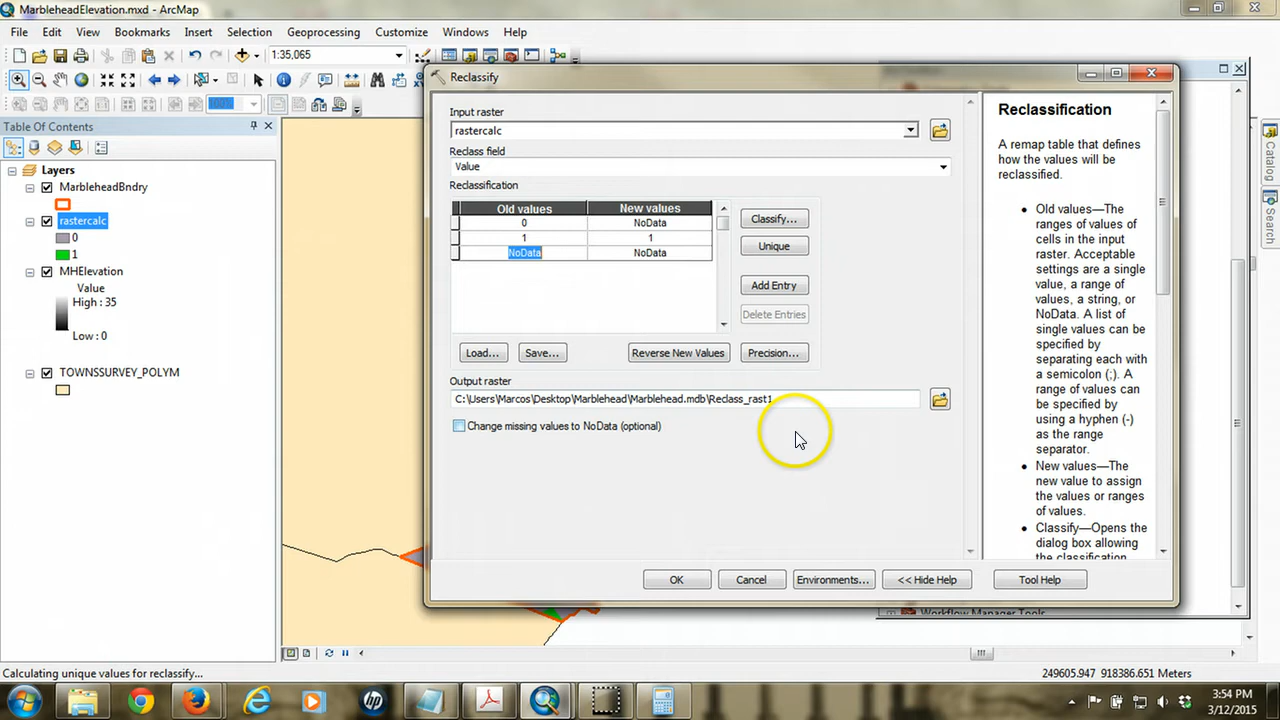 MarbleheadElevation.mxd - ArcMap
File Edit View Bookmarks Insert Selection Geoprocessing Customize Windows Help
1:35,065
100%
Table Of Contents
Layers
MarbleheadBndry
rastercalc
0
1
MHElevation
Value
High : 35
Low : 0
TOWNSSURVEY_POLYM
Reclassify
Input raster
rastercalc
Reclass field
Value
Reclassification
Old values New values
0 NoData
1 1
NoData NoData
Classify...
Unique
Add Entry
Delete Entries
Load... Save... Reverse New Values Precision...
Output raster
C:\Users\Marcos\Desktop\Marblehead\Marblehead.mdb\Reclass_rast1
Change missing values to NoData (optional)
OK Cancel Environments... << Hide Help Tool Help
Reclassification
A remap table that defines
how the values will be
reclassified.
Old values—The
ranges of values of
cells in the input
raster. Acceptable
settings are a single
value, a range of
values, a string, or
NoData. A list of
single values can be
specified by
separating each with
a semicolon (;). A
range of values can
be specified by
using a hyphen (-)
as the range
separator.
New values—The
new value to assign
the values or ranges
of values.
Classify—Opens the
dialog box allowing
the classification
Workflow Manager Tools
Catalog
Search
Calculating unique values for reclassify...
249605.947 918386.651 Meters
3:54 PM
3/12/2015